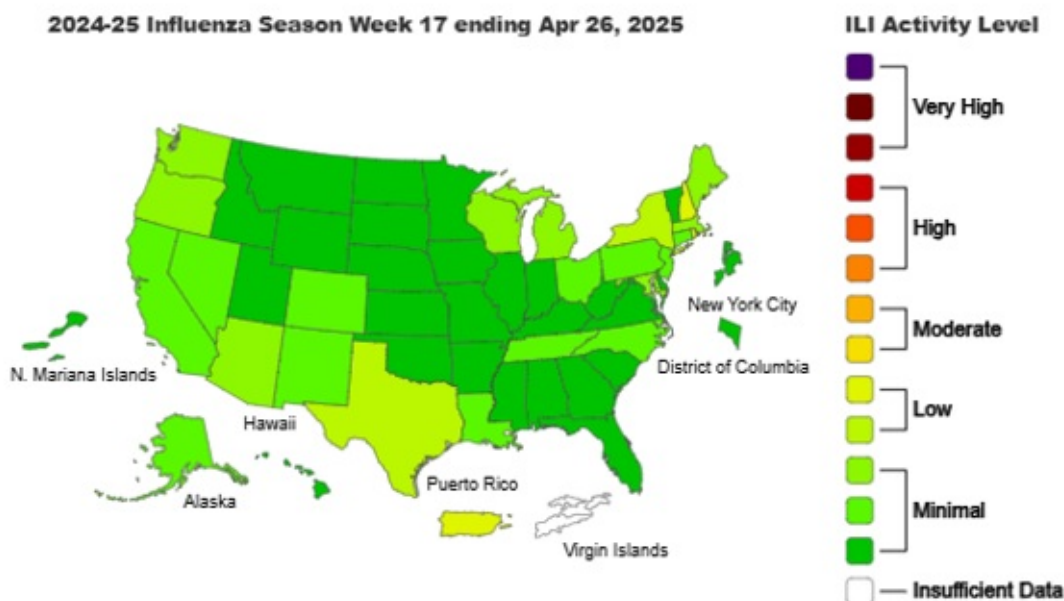 2024-25 Influenza Season Week 17 ending Apr 26, 2025
ILI Activity Level
Very High
High
Moderate
Low
Minimal
Insufficient Data
New York City
District of Columbia
N. Mariana Islands
Hawaii
Alaska
Puerto Rico
Virgin Islands